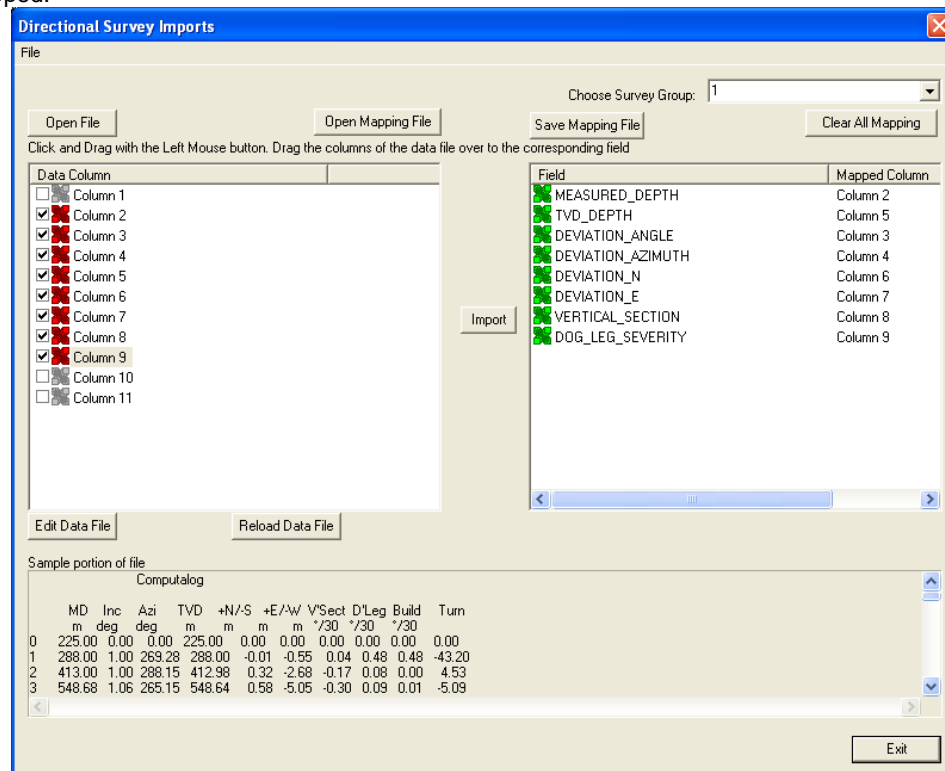 Directional Survey Imports
File
Choose Survey Group: 1
Open File Open Mapping File Save Mapping File Clear All Mapping
Click and Drag with the Left Mouse button. Drag the columns of the data file over to the corresponding field
Data Column Field Mapped Column
Column 1 MEASURED_DEPTH Column 2
Column 2 TVD_DEPTH Column 5
Column 3 DEVIATION_ANGLE Column 3
Column 4 DEVIATION_AZIMUTH Column 4
Column 5 DEVIATION_N Column 6
Column 6 DEVIATION_E Column 7
Column 7 VERTICAL_SECTION Column 8
Column 8 DOG_LEG_SEVERITY Column 9
Import
Column 9
Column 10
Column 11
Edit Data File Reload Data File
Sample portion of file
Computalog
MD Inc Azi TVD +N/-S +E/-W V'Sect D'Leg Build Turn
m deg deg m m m m °/30 °/30 °/30
0 225.00 0.00 0.00 225.00 0.00 0.00 0.00 0.00 0.00 0.00
1 288.00 1.00 269.28 288.00 -0.01 -0.55 0.04 0.48 0.48 -43.20
2 413.00 1.00 288.15 412.98 0.32 -2.68 -0.17 0.08 0.00 4.53
3 548.68 1.06 265.15 548.64 0.58 -5.05 -0.30 0.09 0.01 -5.09
Exit